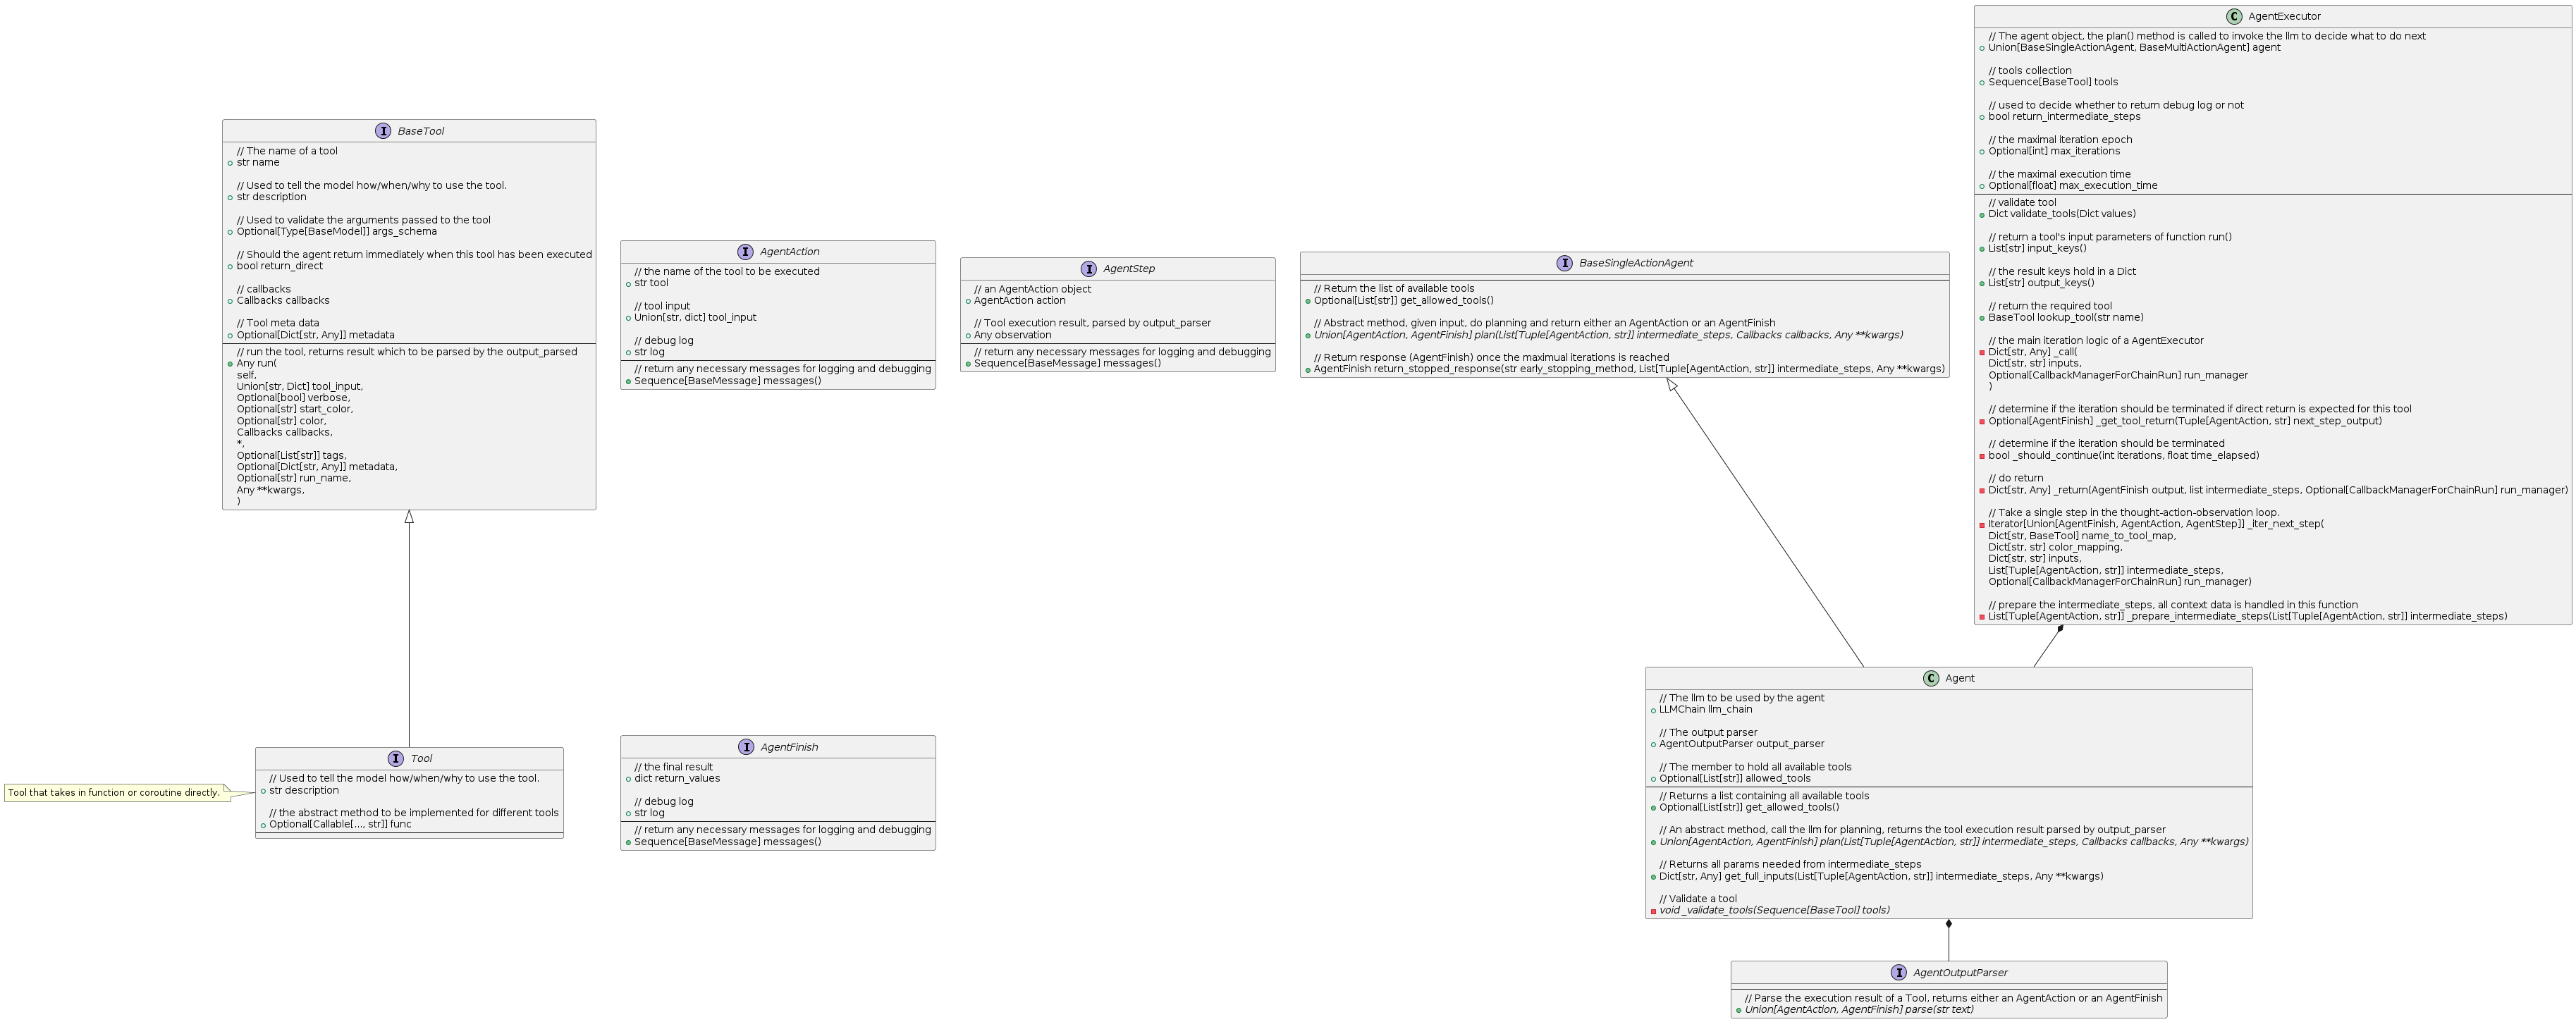 BaseTool
// The name of a tool
str name
// Used to tell the model how/when/why to use the tool.
str description
// Used to validate the arguments passed to the tool
Optional[Type[BaseModel]] args_schema
// Should the agent return immediately when this tool has been executed
bool return_direct
// callbacks
Callbacks callbacks
// Tool meta data
Optional[Dict[str, Any]] metadata
// run the tool, returns result which to be parsed by the output_parsed
Any run(
self,
Union[str, Dict] tool_input,
Optional[bool] verbose,
Optional[str] start_color,
Optional[str] color,
Callbacks callbacks,
*,
Optional[List[str]] tags,
Optional[Dict[str, Any]] metadata,
Optional[str] run_name,
Any **kwargs,
)
AgentAction
// the name of the tool to be executed
str tool
// tool input
Union[str, dict] tool_input
// debug log
str log
// return any necessary messages for logging and debugging
Sequence[BaseMessage] messages()
AgentStep
// an AgentAction object
AgentAction action
// Tool execution result, parsed by output_parser
Any observation
// return any necessary messages for logging and debugging
Sequence[BaseMessage] messages()
BaseSingleActionAgent
// Return the list of available tools
Optional[List[str]] get_allowed_tools()
// Abstract method, given input, do planning and return either an AgentAction or an AgentFinish
Union[AgentAction, AgentFinish] plan(List[Tuple[AgentAction, str]] intermediate_steps, Callbacks callbacks, Any **kwargs)
// Return response (AgentFinish) once the maximual iterations is reached
AgentFinish return_stopped_response(str early_stopping_method, List[Tuple[AgentAction, str]] intermediate_steps, Any **kwargs)
AgentExecutor
// The agent object, the plan() method is called to invoke the llm to decide what to do next
Union[BaseSingleActionAgent, BaseMultiActionAgent] agent
// tools collection
Sequence[BaseTool] tools
// used to decide whether to return debug log or not
bool return_intermediate_steps
// the maximal iteration epoch
Optional[int] max_iterations
// the maximal execution time
Optional[float] max_execution_time
// validate tool
Dict validate_tools(Dict values)
// return a tool's input parameters of function run()
List[str] input_keys()
// the result keys hold in a Dict
List[str] output_keys()
// return the required tool
BaseTool lookup_tool(str name)
// the main iteration logic of a AgentExecutor
Dict[str, Any] _call(
Dict[str, str] inputs,
Optional[CallbackManagerForChainRun] run_manager
)
// determine if the iteration should be terminated if direct return is expected for this tool
Optional[AgentFinish] _get_tool_return(Tuple[AgentAction, str] next_step_output)
// determine if the iteration should be terminated
bool _should_continue(int iterations, float time_elapsed)
// do return
Dict[str, Any] _return(AgentFinish output, list intermediate_steps, Optional[CallbackManagerForChainRun] run_manager)
// Take a single step in the thought-action-observation loop.
Iterator[Union[AgentFinish, AgentAction, AgentStep]] _iter_next_step(
Dict[str, BaseTool] name_to_tool_map,
Dict[str, str] color_mapping,
Dict[str, str] inputs,
List[Tuple[AgentAction, str]] intermediate_steps,
Optional[CallbackManagerForChainRun] run_manager)
// prepare the intermediate_steps, all context data is handled in this function
List[Tuple[AgentAction, str]] _prepare_intermediate_steps(List[Tuple[AgentAction, str]] intermediate_steps)
Tool that takes in function or coroutine directly.
Tool
// Used to tell the model how/when/why to use the tool.
str description
// the abstract method to be implemented for different tools
Optional[Callable[..., str]] func
AgentFinish
// the final result
dict return_values
// debug log
str log
// return any necessary messages for logging and debugging
Sequence[BaseMessage] messages()
Agent
// The llm to be used by the agent
LLMChain llm_chain
// The output parser
AgentOutputParser output_parser
// The member to hold all available tools
Optional[List[str]] allowed_tools
// Returns a list containing all available tools
Optional[List[str]] get_allowed_tools()
// An abstract method, call the llm for planning, returns the tool execution result parsed by output_parser
Union[AgentAction, AgentFinish] plan(List[Tuple[AgentAction, str]] intermediate_steps, Callbacks callbacks, Any **kwargs)
// Returns all params needed from intermediate_steps
Dict[str, Any] get_full_inputs(List[Tuple[AgentAction, str]] intermediate_steps, Any **kwargs)
// Validate a tool
void _validate_tools(Sequence[BaseTool] tools)
AgentOutputParser
// Parse the execution result of a Tool, returns either an AgentAction or an AgentFinish
Union[AgentAction, AgentFinish] parse(str text)